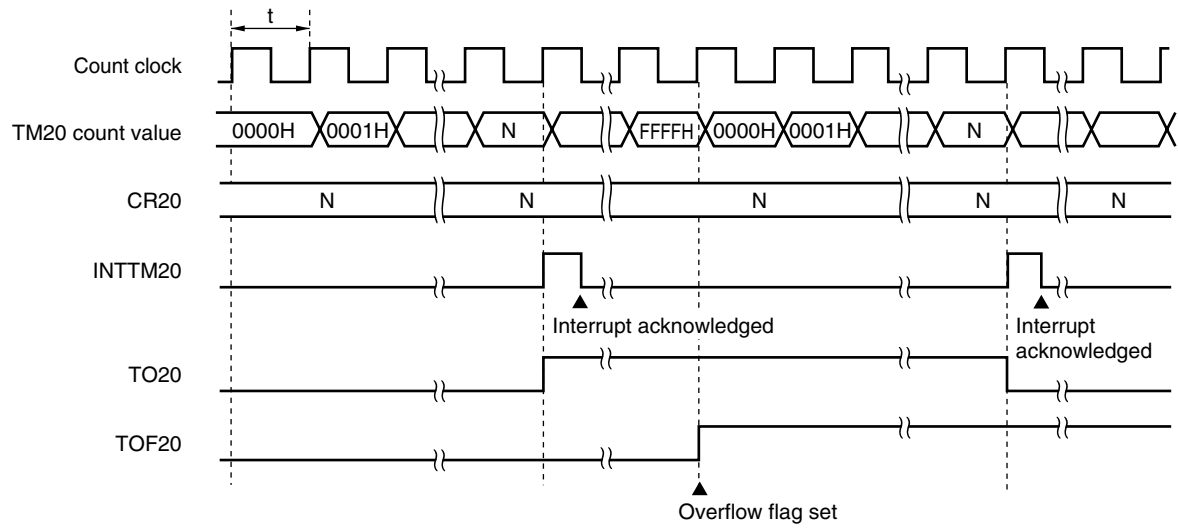 t
Count clock
TM20 count value 0000H 0001H N FFFFH 0000H 0001H N
CR20 N N N N N
INTTM20
Interrupt acknowledged
Interrupt
acknowledged
TO20
TOF20
Overflow flag set